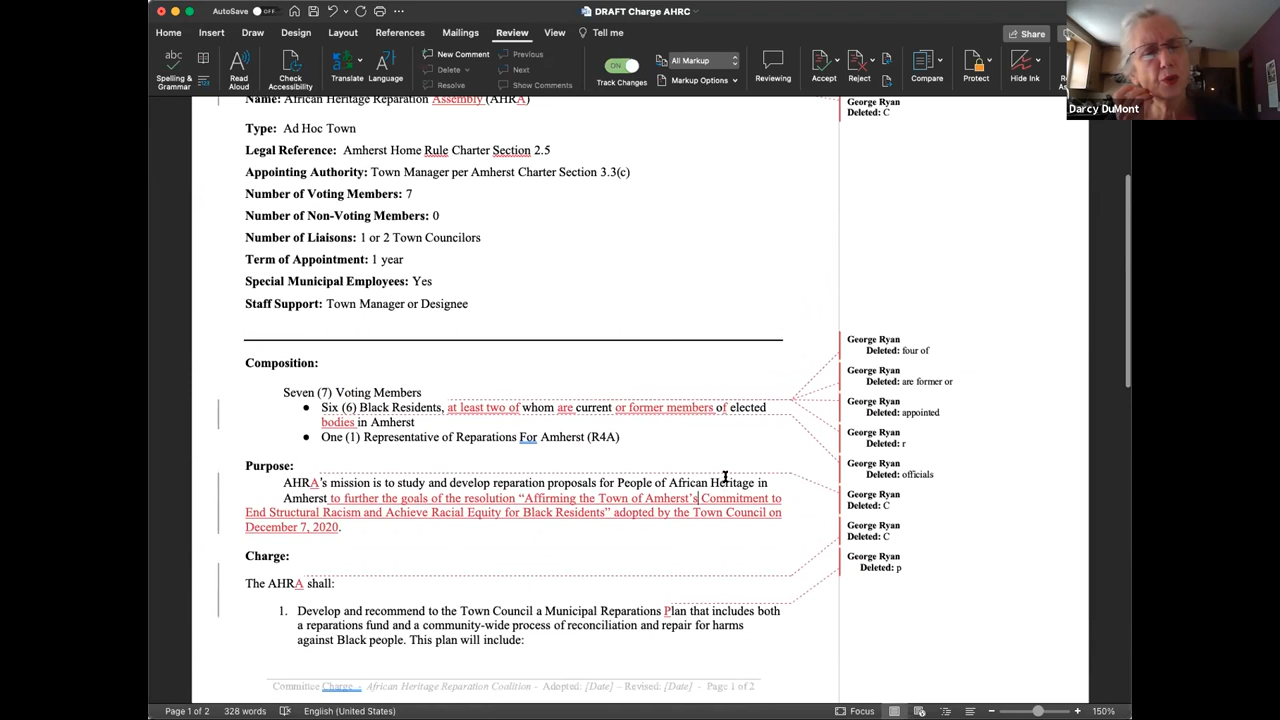 AutoSave OFF DRAFT Charge AHRC
Home Insert Draw Design Layout References Mailings Review View Tell me Share
Spelling & Grammar
Read Aloud
Check Accessibility
Translate
Language
New Comment
Delete
Resolve
Previous
Next
Show Comments
ON
Track Changes
All Markup
Markup Options
Reviewing
Accept
Reject
Compare
Protect
Hide Ink
Darcy DuMont
Name: African Heritage Reparation Assembly (AHRA)
Type: Ad Hoc Town
Legal Reference: Amherst Home Rule Charter Section 2.5
Appointing Authority: Town Manager per Amherst Charter Section 3.3(c)
Number of Voting Members: 7
Number of Non-Voting Members: 0
Number of Liaisons: 1 or 2 Town Councilors
Term of Appointment: 1 year
Special Municipal Employees: Yes
Staff Support: Town Manager or Designee
Composition:
Seven (7) Voting Members
● Six (6) Black Residents, at least two of whom are current or former members of elected
bodies in Amherst
● One (1) Representative of Reparations For Amherst (R4A)
Purpose:
AHRA's mission is to study and develop reparation proposals for People of African Heritage in
Amherst to further the goals of the resolution “Affirming the Town of Amherst’s Commitment to
End Structural Racism and Achieve Racial Equity for Black Residents” adopted by the Town Council on
December 7, 2020.
Charge:
The AHRA shall:
1. Develop and recommend to the Town Council a Municipal Reparations Plan that includes both
a reparations fund and a community-wide process of reconciliation and repair for harms
against Black people. This plan will include:
Committee Charge - African Heritage Reparation Coalition - Adopted: [Date] – Revised: [Date] - Page 1 of 2
George Ryan
Deleted: C
George Ryan
Deleted: four of
George Ryan
Deleted: are former or
George Ryan
Deleted: appointed
George Ryan
Deleted: r
George Ryan
Deleted: officials
George Ryan
Deleted: C
George Ryan
Deleted: C
George Ryan
Deleted: p
Page 1 of 2 328 words English (United States) Focus 150%